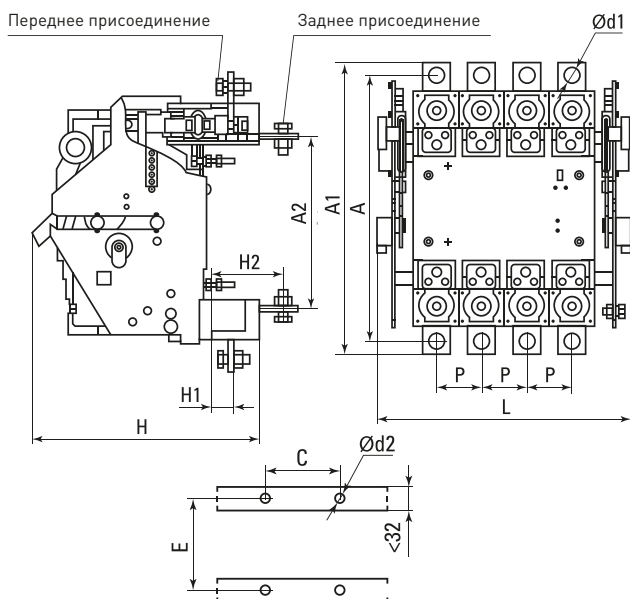 Переднее присоединение
Заднее присоединение
Ød1
A2
A1
A
H2
H1
H
P
P
P
L
C
Ød2
E
<32